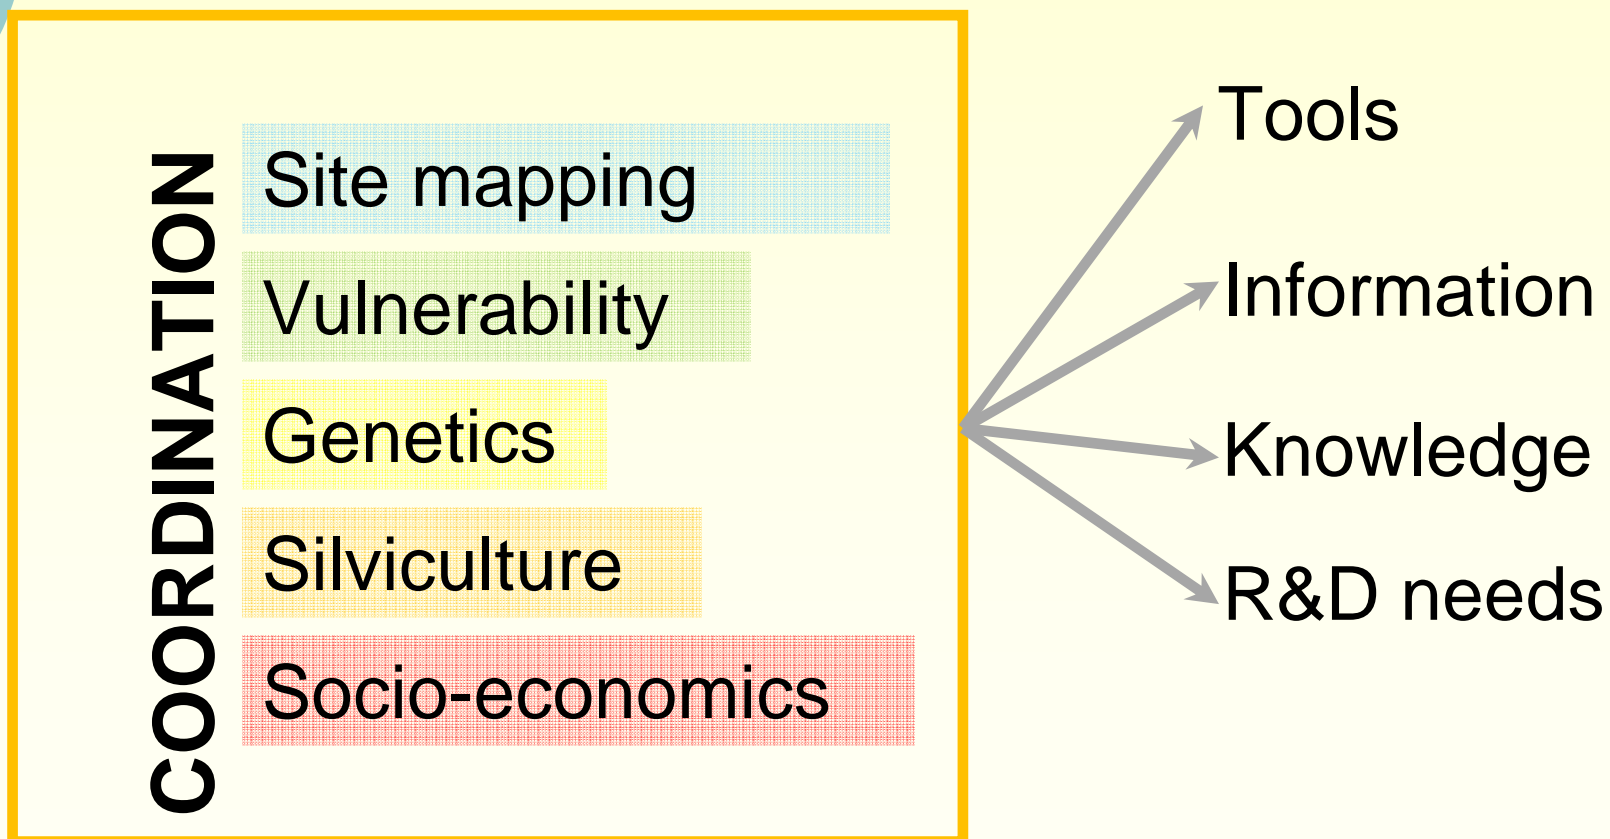 COORDINATION
Site mapping
Vulnerability
Genetics
Silviculture
Socio-economics
Tools
Information
Knowledge
R&D needs